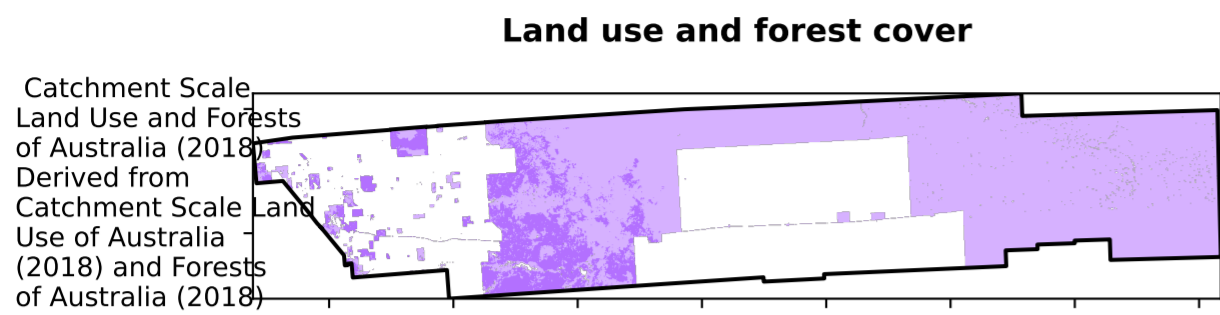 Land use and forest cover
Catchment Scale
Land Use and Forests
of Australia (2018)
Derived from
Catchment Scale Land
Use of Australia
(2018) and Forests
of Australia (2018)